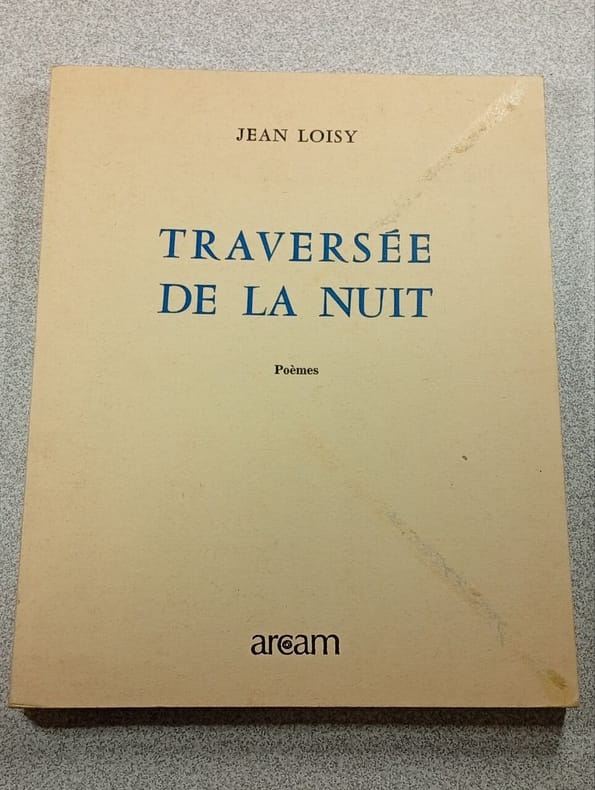 JEAN LOISY
TRAVERSÉE
DE LA NUIT
Poèmes
arcam